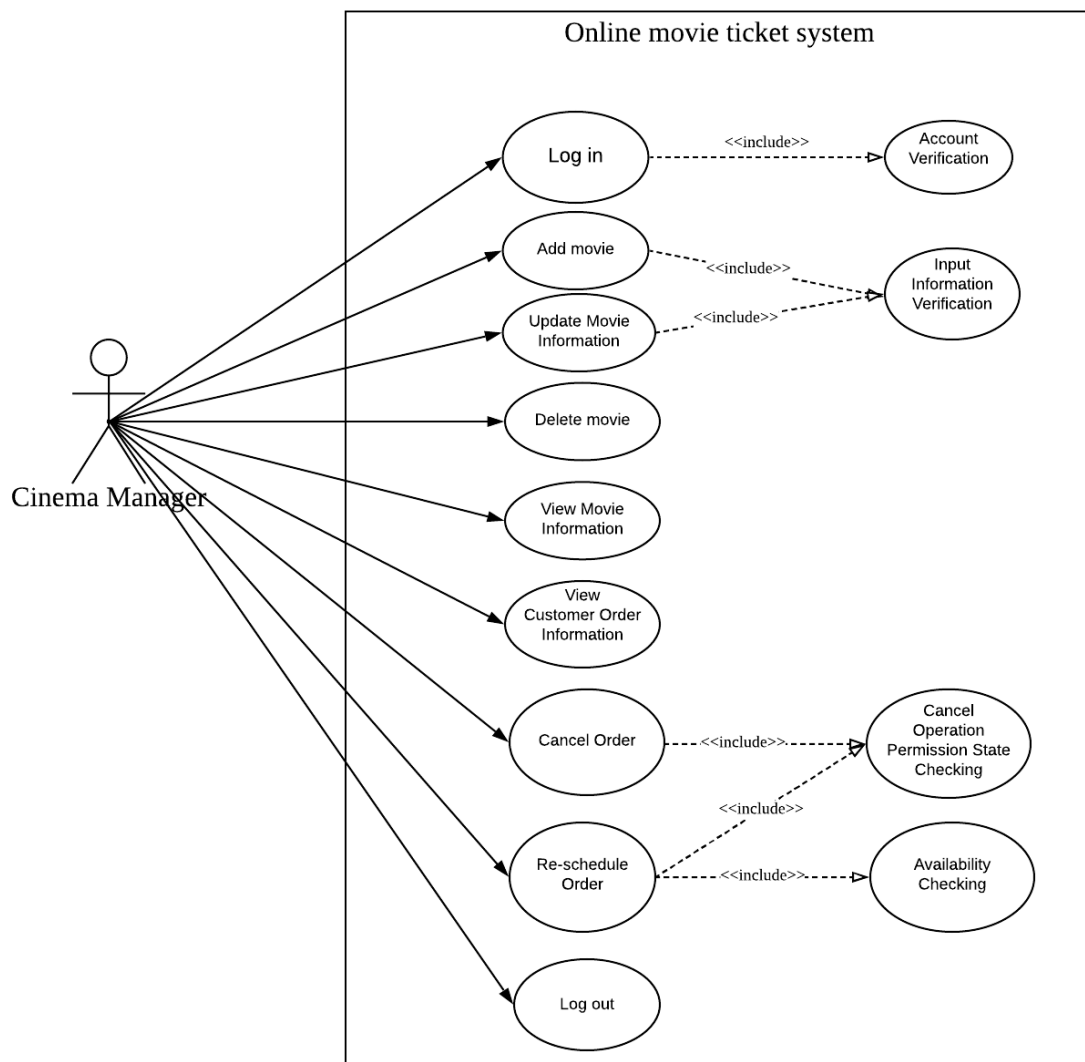 Online movie ticket system
Log in
<<include>>
Account
Verification
Add movie
<<include>>
Input
Information
Verification
Update Movie
Information
<<include>>
Delete movie
Cinema Manager
View Movie
Information
View
Customer Order
Information
Cancel Order
<<include>>
Cancel
Operation
Permission State
Checking
<<include>>
Re-schedule
Order
<<include>>
Availability
Checking
Log out